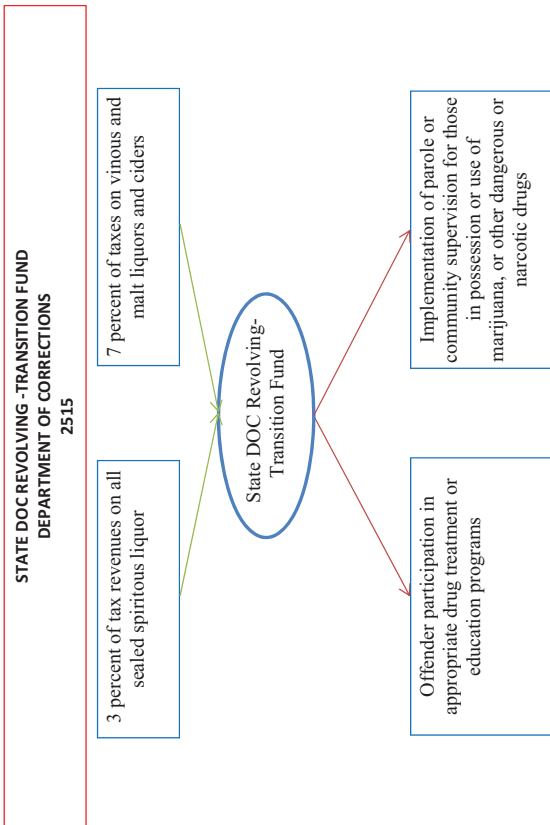 STATE DOC REVOLVING -TRANSITION FUND
DEPARTMENT OF CORRECTIONS
2515
3 percent of tax revenues on all
sealed spiritous liquor
7 percent of taxes on vinous and
malt liquors and ciders
State DOC Revolving-
Transition Fund
Offender participation in
appropriate drug treatment or
education programs
Implementation of parole or
community supervision for those
in possession or use of
marijuana, or other dangerous or
narcotic drugs